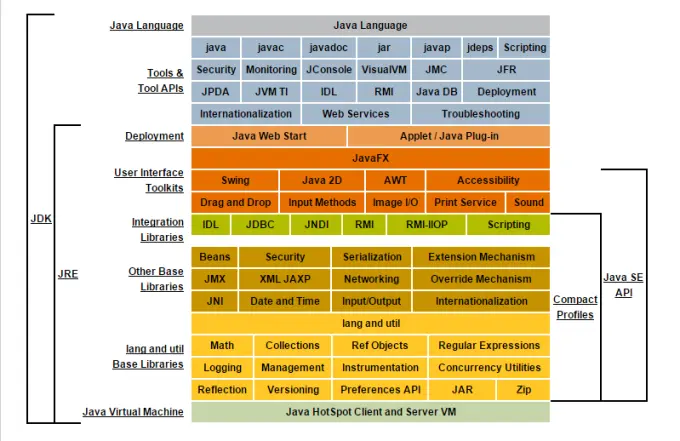 Java Language Java Language
java javac javadoc jar javap jdeps Scripting
Security Monitoring JConsole VisualVM JMC JFR
Tools &
Tool APIs
JPDA JVM TI IDL RMI Java DB Deployment
Internationalization Web Services Troubleshooting
Deployment Java Web Start Applet / Java Plug-in
JavaFX
User Interface
Toolkits
Swing Java 2D AWT Accessibility
Drag and Drop Input Methods Image I/O Print Service Sound
Integration
Libraries
IDL JDBC JNDI RMI RMI-IIOP Scripting
JDK
Beans Security Serialization Extension Mechanism
Other Base
Libraries
JMX XML JAXP Networking Override Mechanism
JRE
Java SE
API
JNI Date and Time Input/Output Internationalization
Compact
Profiles
lang and util
lang and util
Base Libraries
Math Collections Ref Objects Regular Expressions
Logging Management Instrumentation Concurrency Utilities
Reflection Versioning Preferences API JAR Zip
Java Virtual Machine Java HotSpot Client and Server VM